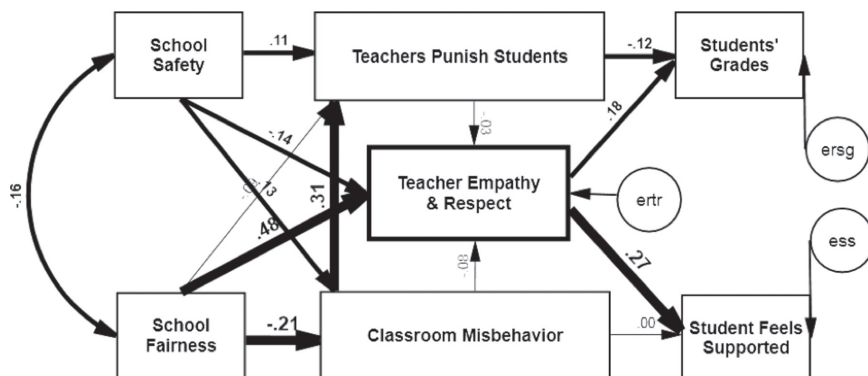 School
Safety
.11
Teachers Punish Students
-.12
Students'
Grades
-.16
-.14
.13
.31
.48
-.03
.18
Teacher Empathy
& Respect
ertr
ersg
ess
-.08
.27
School
Fairness
-.21
Classroom Misbehavior
.00
Student Feels
Supported